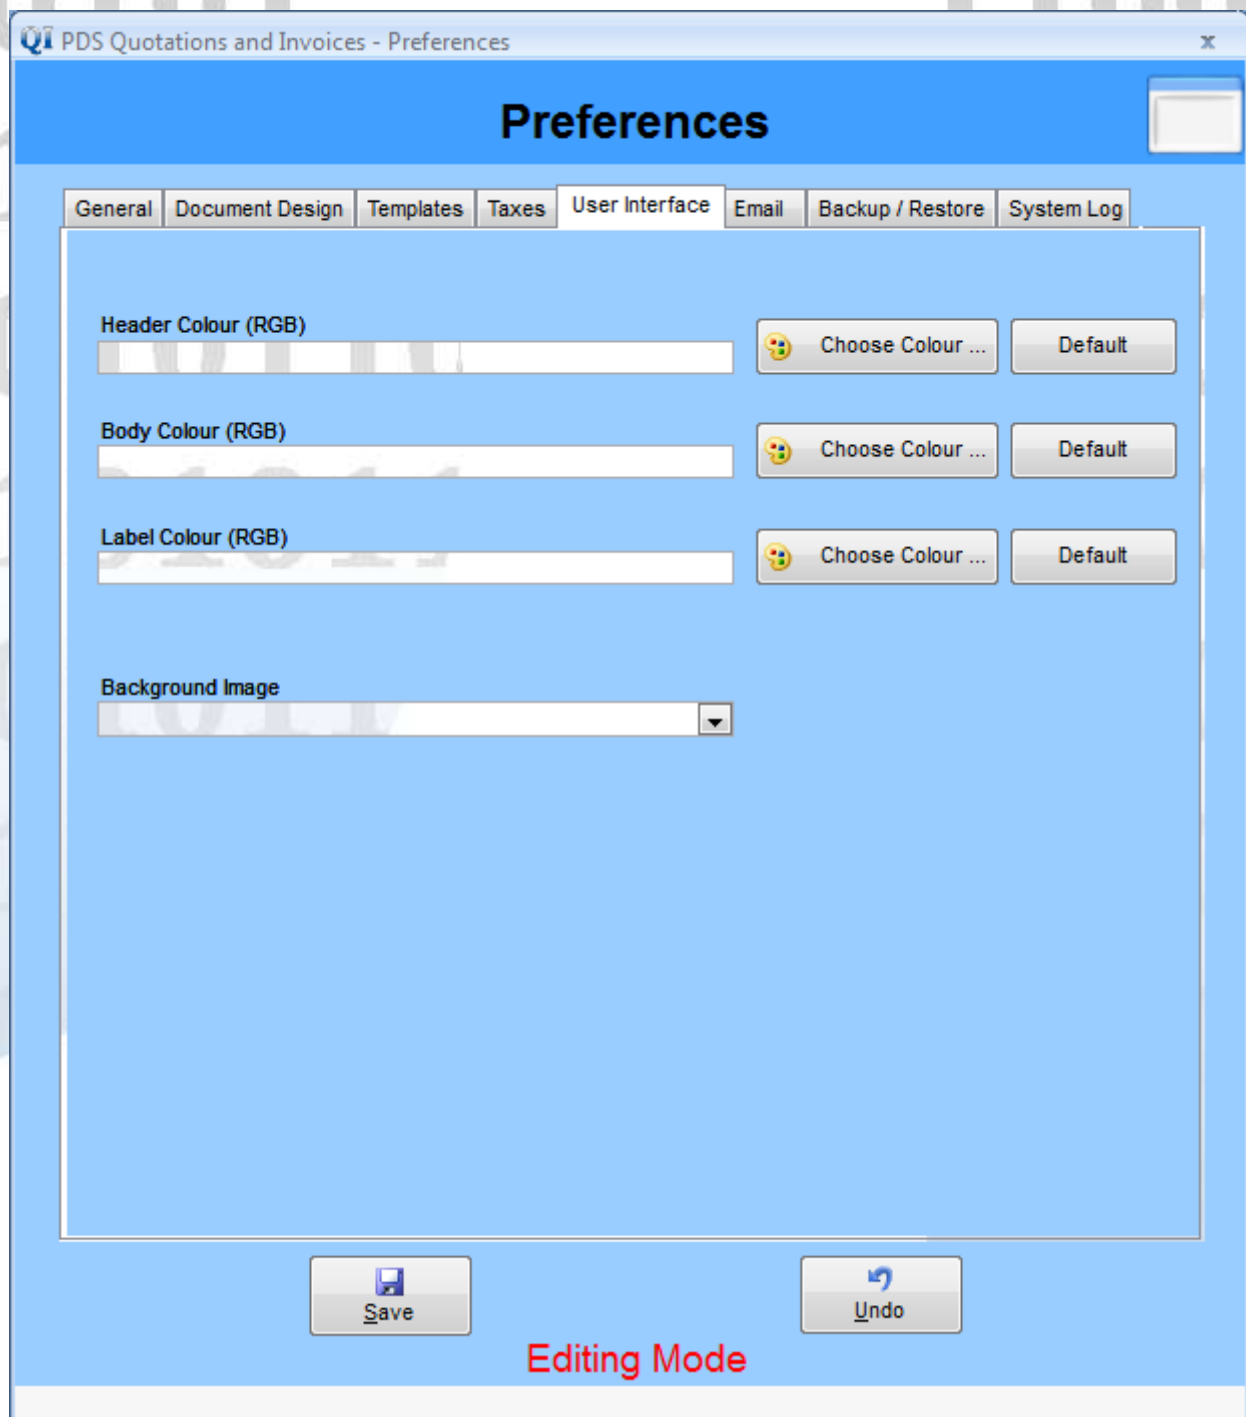 QI PDS Quotations and Invoices - Preferences x
Preferences
General Document Design Templates Taxes User Interface Email Backup / Restore System Log
Header Colour (RGB)
Choose Colour ... Default
Body Colour (RGB)
Choose Colour ... Default
Label Colour (RGB)
Choose Colour ... Default
Background Image
Save Undo
Editing Mode